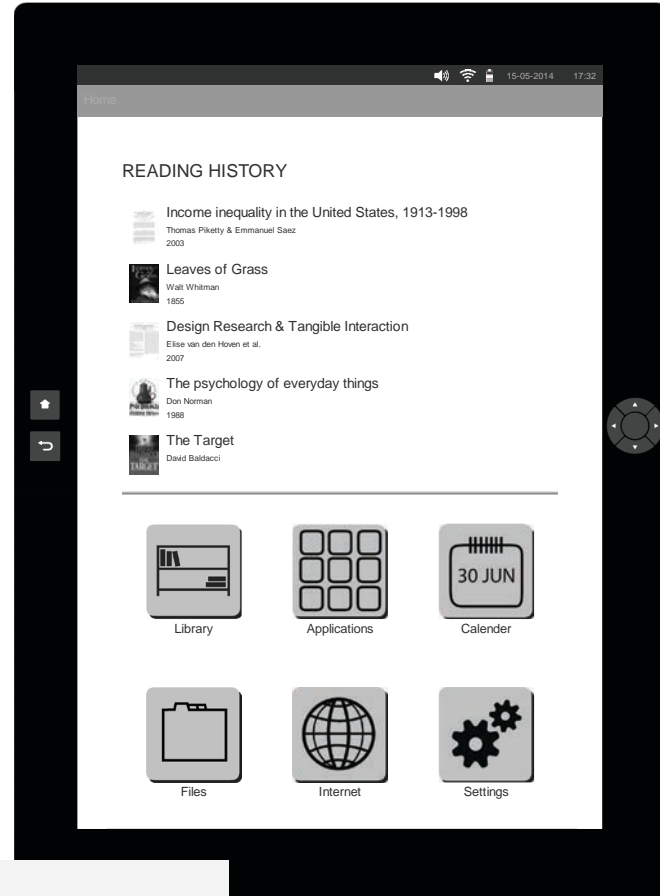 15-05-2014 17:32
Home
READING HISTORY
Income inequality in the United States, 1913-1998
Thomas Piketty & Emmanuel Saez
2003
Leaves of Grass
Walt Whitman
1855
Design Research & Tangible Interaction
Elise van den Hoven et al.
2007
The psychology of everyday things
Don Norman
1988
The Target
David Baldacci
TARGET
30 JUN
Library Applications Calender
Files Internet Settings